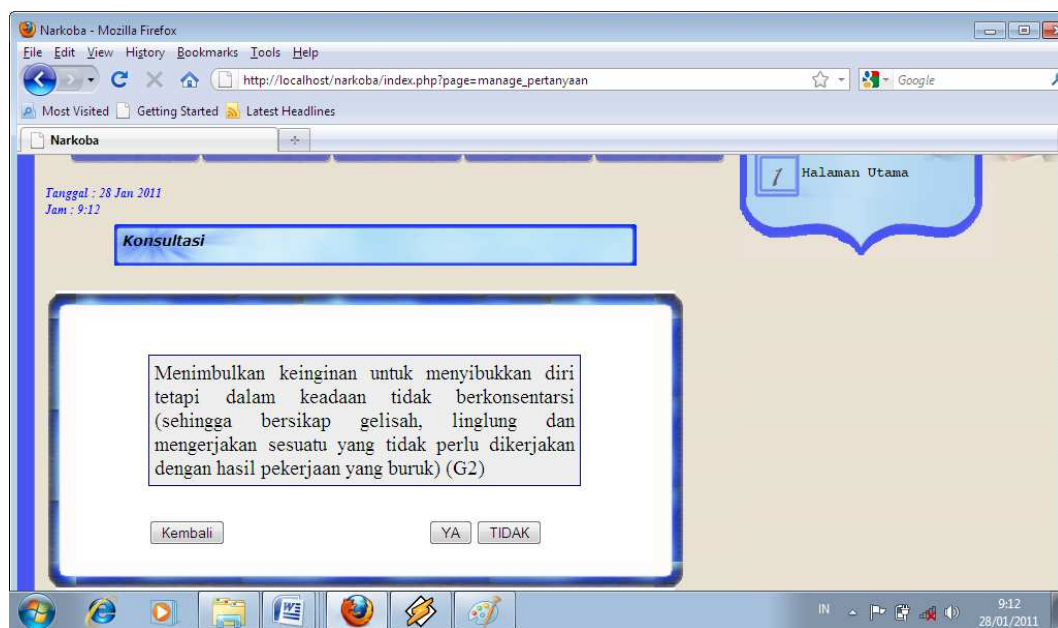 Narkoba - Mozilla Firefox
File Edit View History Bookmarks Tools Help
http://localhost/narkoba/index.php?page=manage_pertanyaan
Google
Most Visited Getting Started Latest Headlines
Narkoba
1 Halaman Utama
Tanggal : 28 Jan 2011
Jam : 9:12
Konsultasi
Menimbulkan keinginan untuk menyibukkan diri
tetapi dalam keadaan tidak berkonsentarsi
(sehingga bersikap gelisah, linglung dan
mengerjakan sesuatu yang tidak perlu dikerjakan
dengan hasil pekerjaan yang buruk) (G2)
Kembali YA TIDAK
IN 9:12
28/01/2011